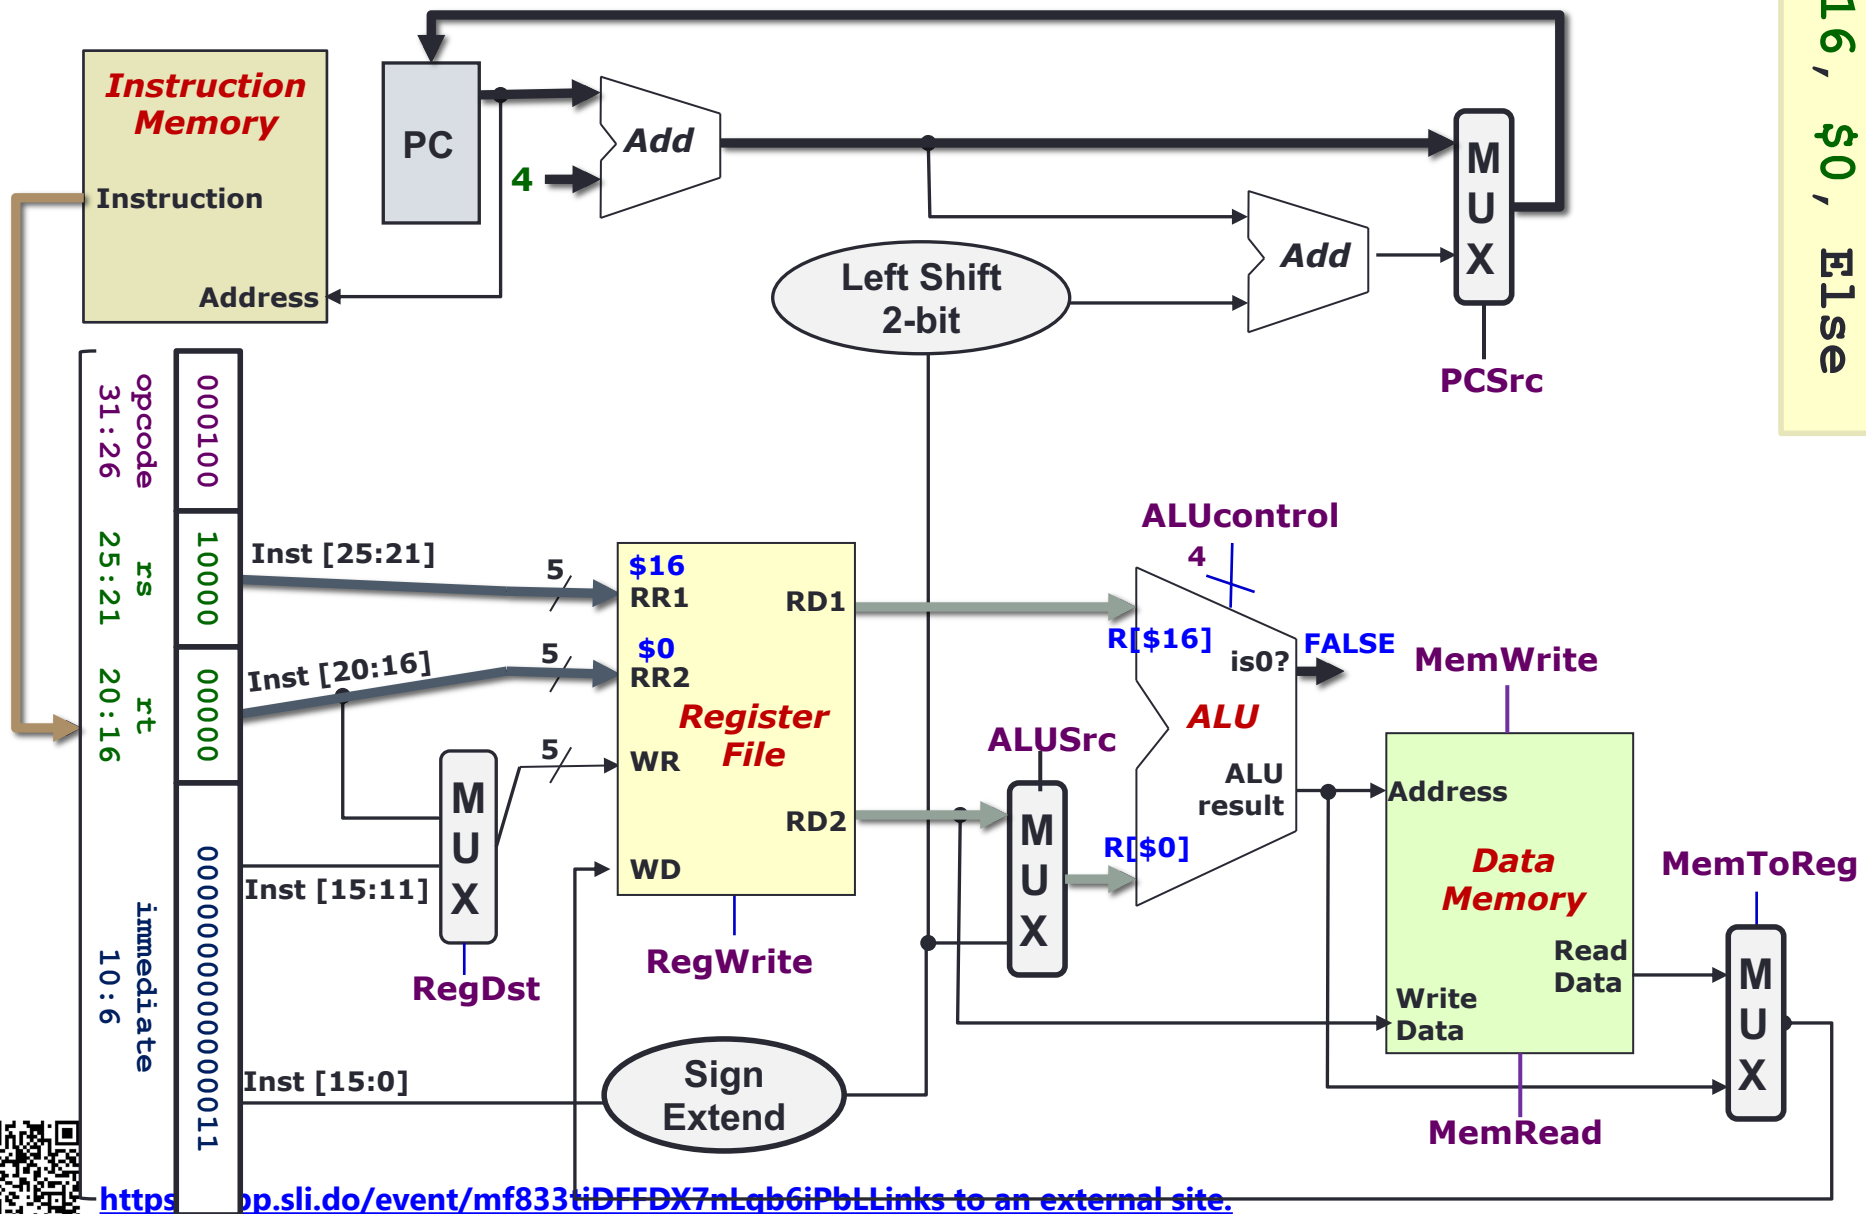 16, $0, Else
Instruction
Memory
Instruction
Address
PC
4
Add
Add
M
U
X
PCSrc
Left Shift
2-bit
opcode
31:26
000100
rs
25:21
10000
rt
20:16
00000
immediate
10:6
0000000000000011
Inst [25:21]
5
Inst [20:16]
5
5
Inst [15:11]
Inst [15:0]
M
U
X
RegDst
$16
RR1
$0
RR2
WR
WD
RD1
RD2
Register
File
RegWrite
Sign
Extend
ALUSrc
M
U
X
ALUcontrol
4
R[$16]
R[$0]
is0?
FALSE
ALU
ALU
result
MemWrite
Address
Data
Memory
Read
Data
Write
Data
MemRead
MemToReg
M
U
X
https pp.sli.do/event/mf833tiDFFDX7nLqb6iPbLLinks to an external site.